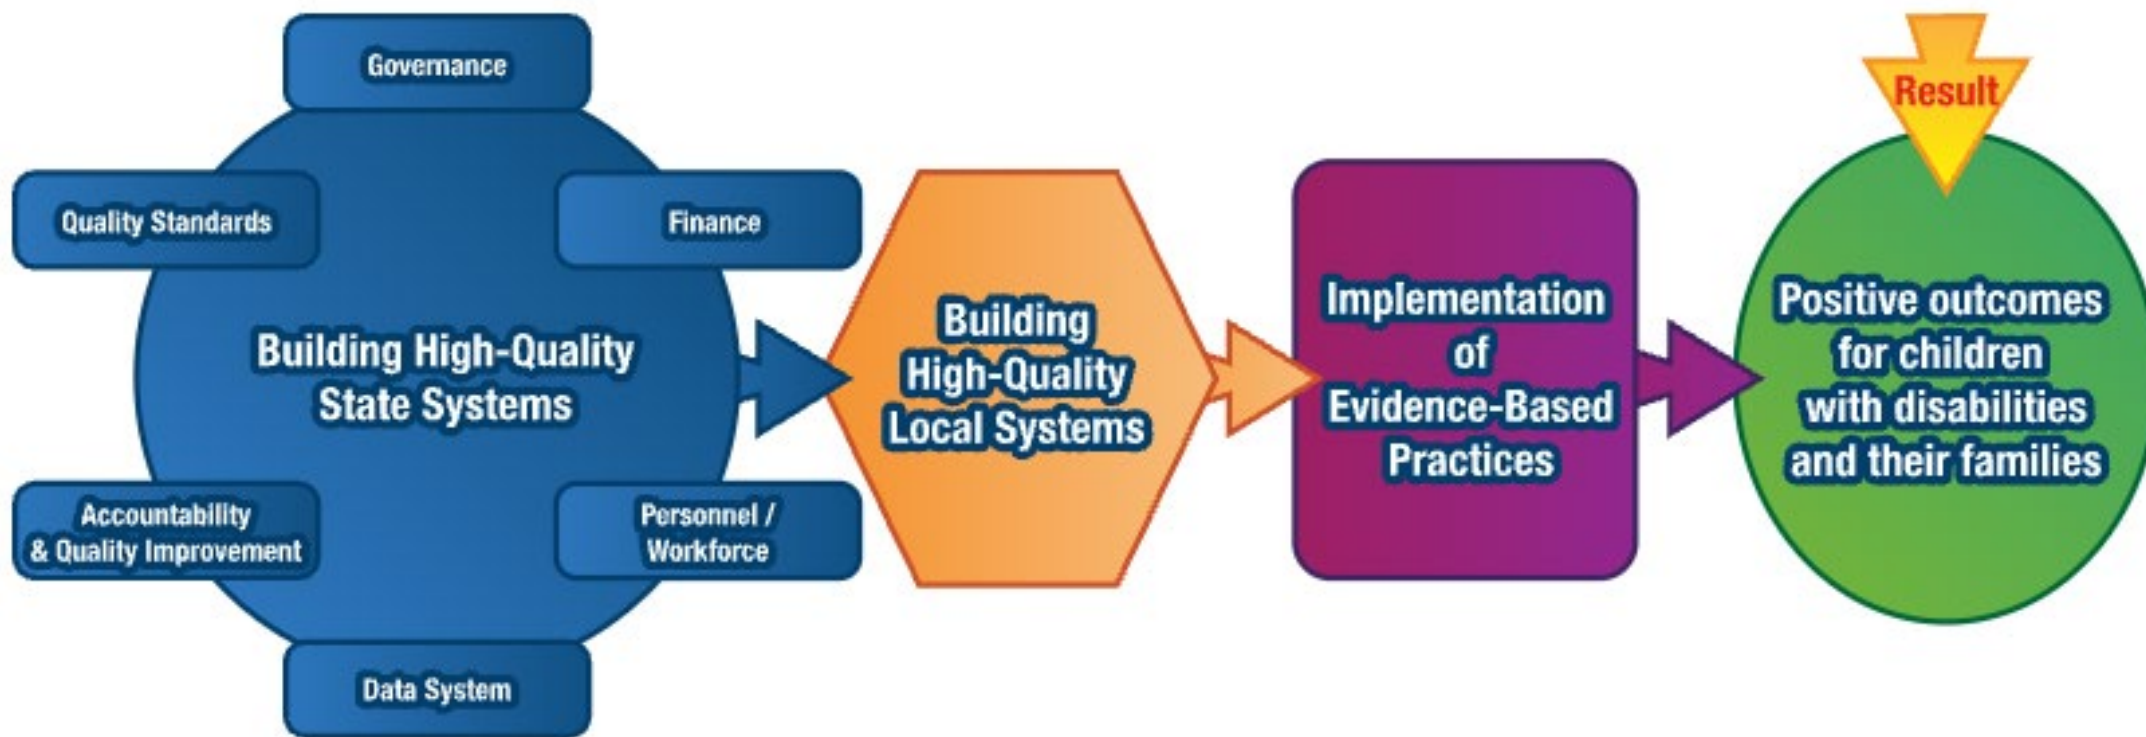 Governance
Quality Standards
Finance
Building High-Quality
State Systems
Accountability
& Quality Improvement
Personnel /
Workforce
Data System
Building
High-Quality
Local Systems
Implementation
of
Evidence-Based
Practices
Result
Positive outcomes
for children
with disabilities
and their families